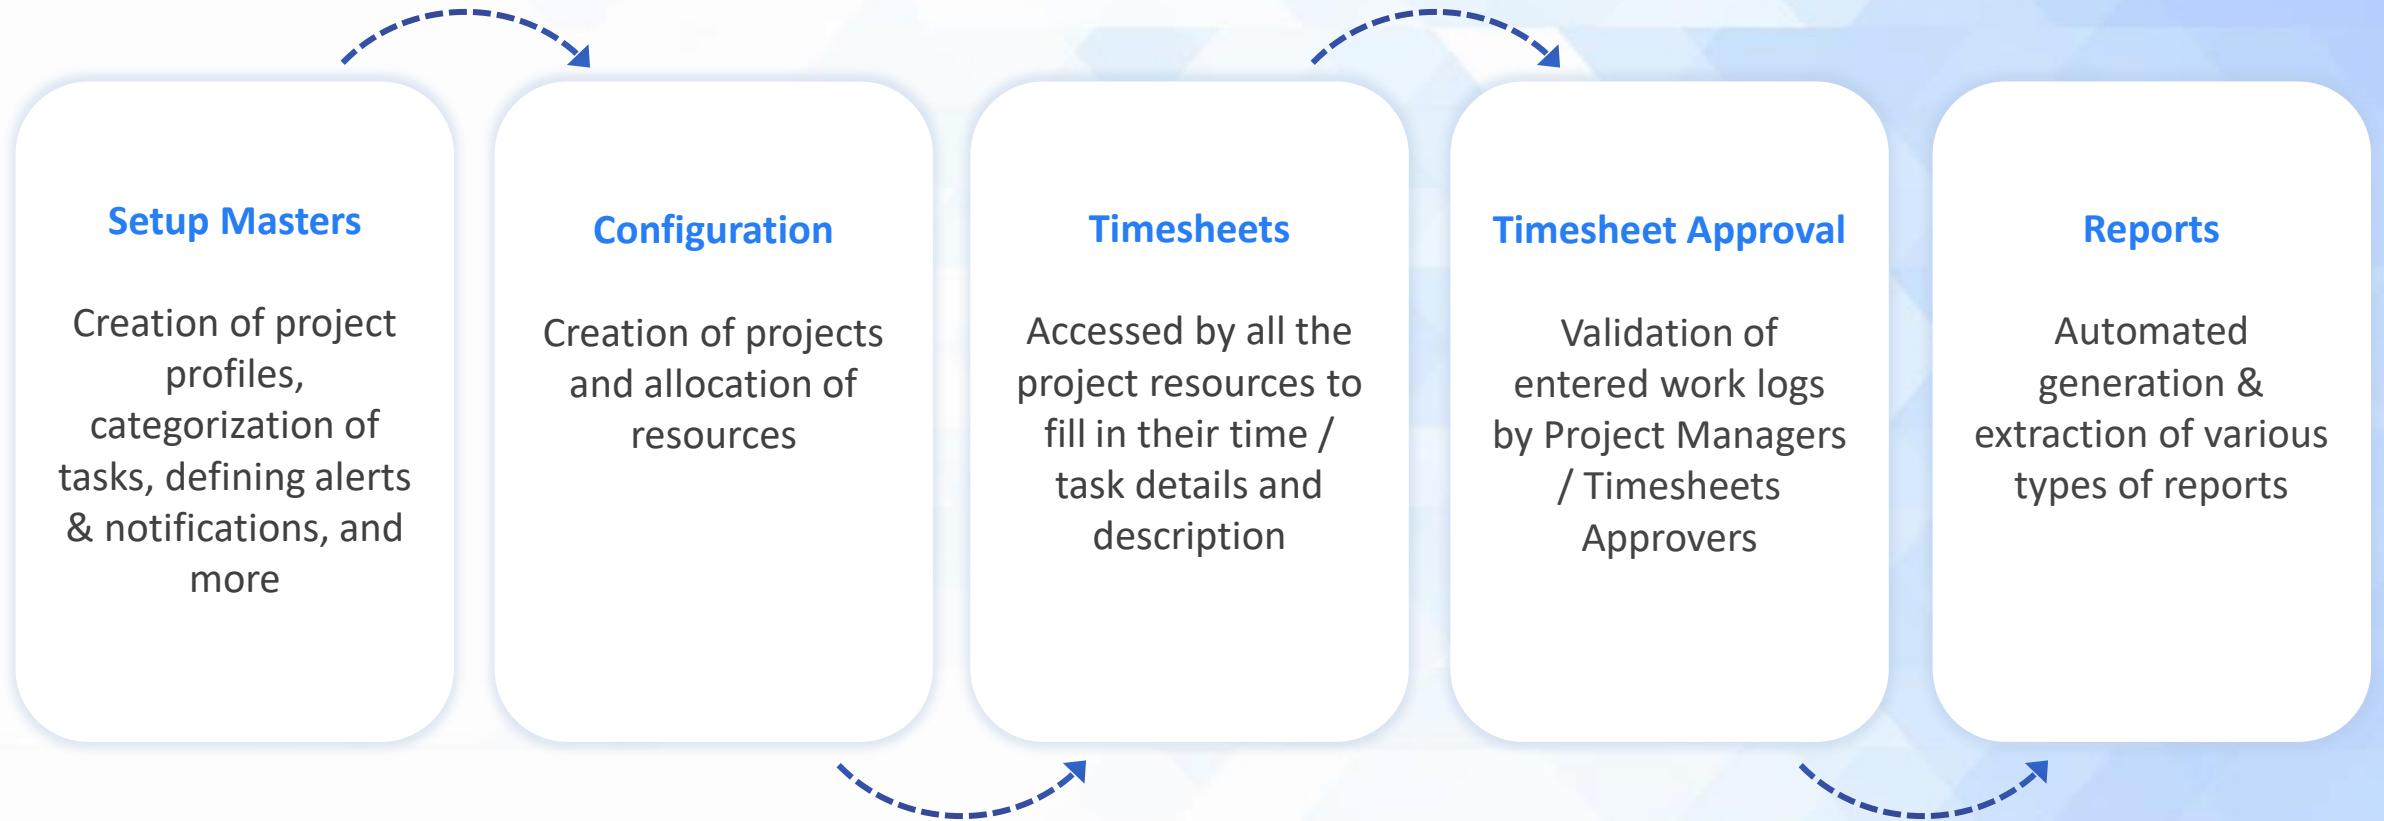 Setup Masters
Creation of project
profiles,
categorization of
tasks, defining alerts
& notifications, and
more
Configuration
Creation of projects
and allocation of
resources
Timesheets
Accessed by all the
project resources to
fill in their time /
task details and
description
Timesheet Approval
Validation of
entered work logs
by Project Managers
/ Timesheets
Approvers
Reports
Automated
generation &
extraction of various
types of reports